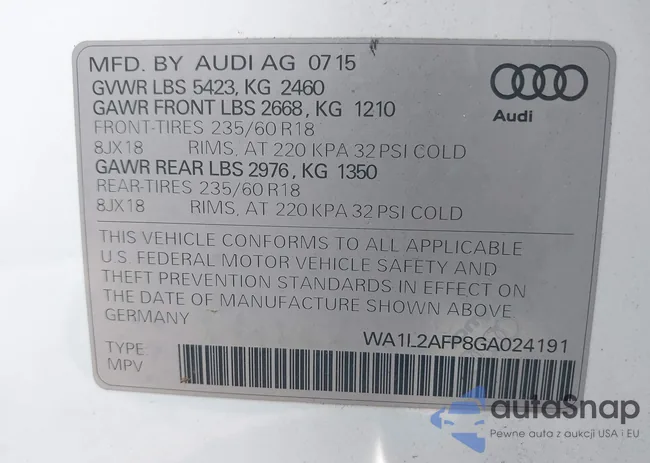 MFD. BY AUDI AG 07 15
GVWR LBS 5423, KG 2460
GAWR FRONT LBS 2668, KG 1210
FRONT-TIRES 235/60 R18
8JX18 RIMS, AT 220 KPA 32 PSI COLD
GAWR REAR LBS 2976, KG 1350
REAR-TIRES 235/60 R18
8JX18 RIMS, AT 220 KPA 32 PSI COLD
Audi
THIS VEHICLE CONFORMS TO ALL APPLICABLE
U.S. FEDERAL MOTOR VEHICLE SAFETY AND
THEFT PREVENTION STANDARDS IN EFFECT ON
THE DATE OF MANUFACTURE SHOWN ABOVE.
GERMANY
WA1L2AFP8GA024191
TYPE:
MPV
autaSnap
Pewne auta z aukcji USA i EU